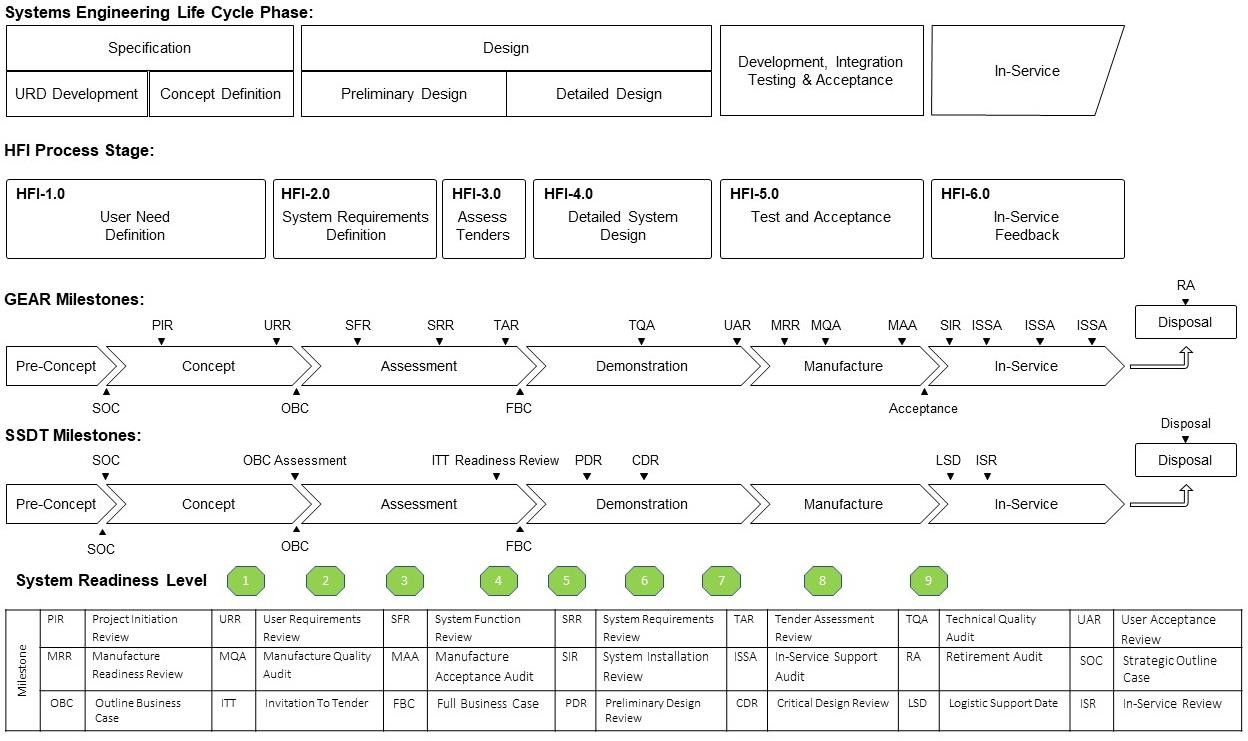 Systems Engineering Life Cycle Phase:
Specification
Design
Development, Integration
Testing & Acceptance
In-Service
URD Development
Concept Definition
Preliminary Design
Detailed Design
HFI Process Stage:
HFI-1.0
User Need
Definition
HFI-2.0
System Requirements
Definition
HFI-3.0
Assess
Tenders
HFI-4.0
Detailed System
Design
HFI-5.0
Test and Acceptance
HFI-6.0
In-Service
Feedback
GEAR Milestones:
RA
Disposal
PIR
URR
SFR
SRR
TAR
TQA
UAR
MRR
MQA
MAA
SIR
ISSA
ISSA
ISSA
Pre-Concept
Concept
Assessment
Demonstration
Manufacture
In-Service
SOC
OBC
FBC
Acceptance
SSDT Milestones:
Disposal
Disposal
SOC
OBC Assessment
ITT Readiness Review
PDR
CDR
LSD
ISR
Pre-Concept
Concept
Assessment
Demonstration
Manufacture
In-Service
SOC
OBC
FBC
System Readiness Level
1
2
3
4
5
6
7
8
9
Milestone
PIR
Project Initiation
Review
URR
User Requirements
Review
SFR
System Function
Review
SRR
System Requirements
Review
TAR
Tender Assessment
Review
TQA
Technical Quality
Audit
UAR
User Acceptance
Review
MRR
Manufacture
Readiness Review
MQA
Manufacture Quality
Audit
MAA
Manufacture
Acceptance Audit
SIR
System Installation
Review
ISSA
In-Service Support
Audit
RA
Retirement Audit
SOC
Strategic Outline
Case
OBC
Outline Business
Case
ITT
Invitation To Tender
FBC
Full Business Case
PDR
Preliminary Design
Review
CDR
Critical Design Review
LSD
Logistic Support Date
ISR
In-Service Review